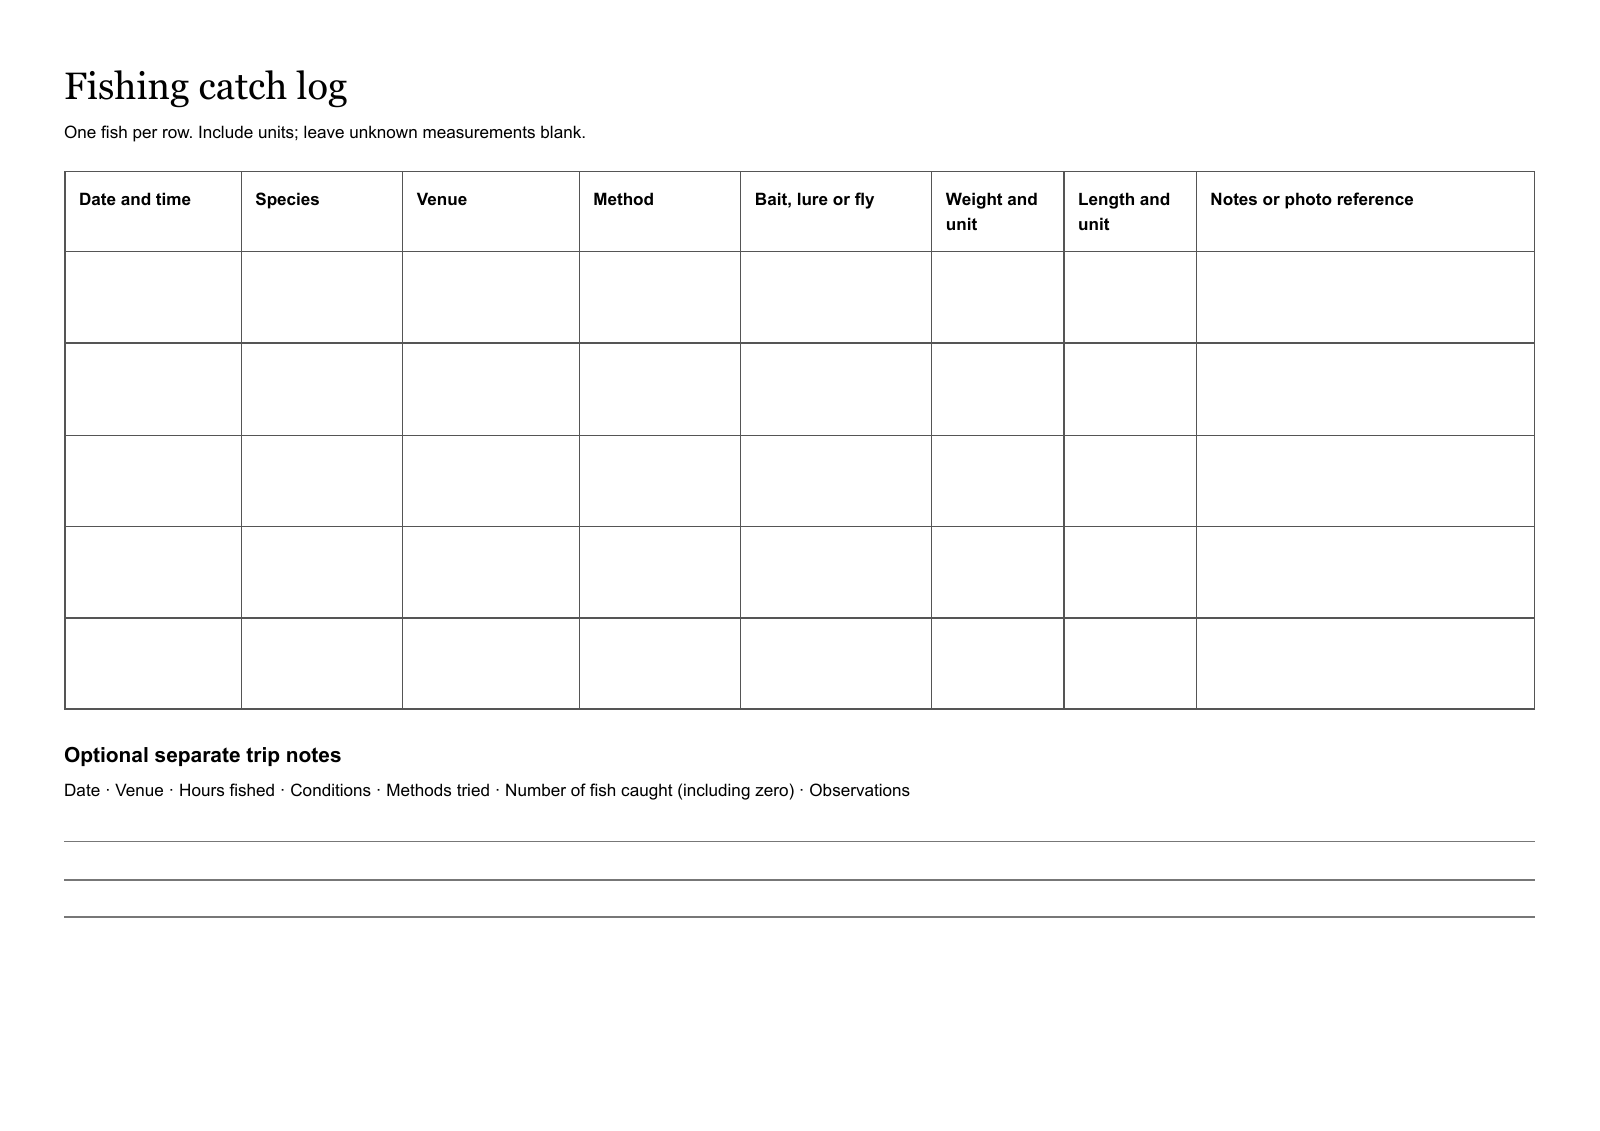 Fishing catch log
One fish per row. Include units; leave unknown measurements blank.
Date and time Species Venue Method Bait, lure or fly Weight and unit Length and unit Notes or photo reference
Optional separate trip notes
Date · Venue · Hours fished · Conditions · Methods tried · Number of fish caught (including zero) · Observations